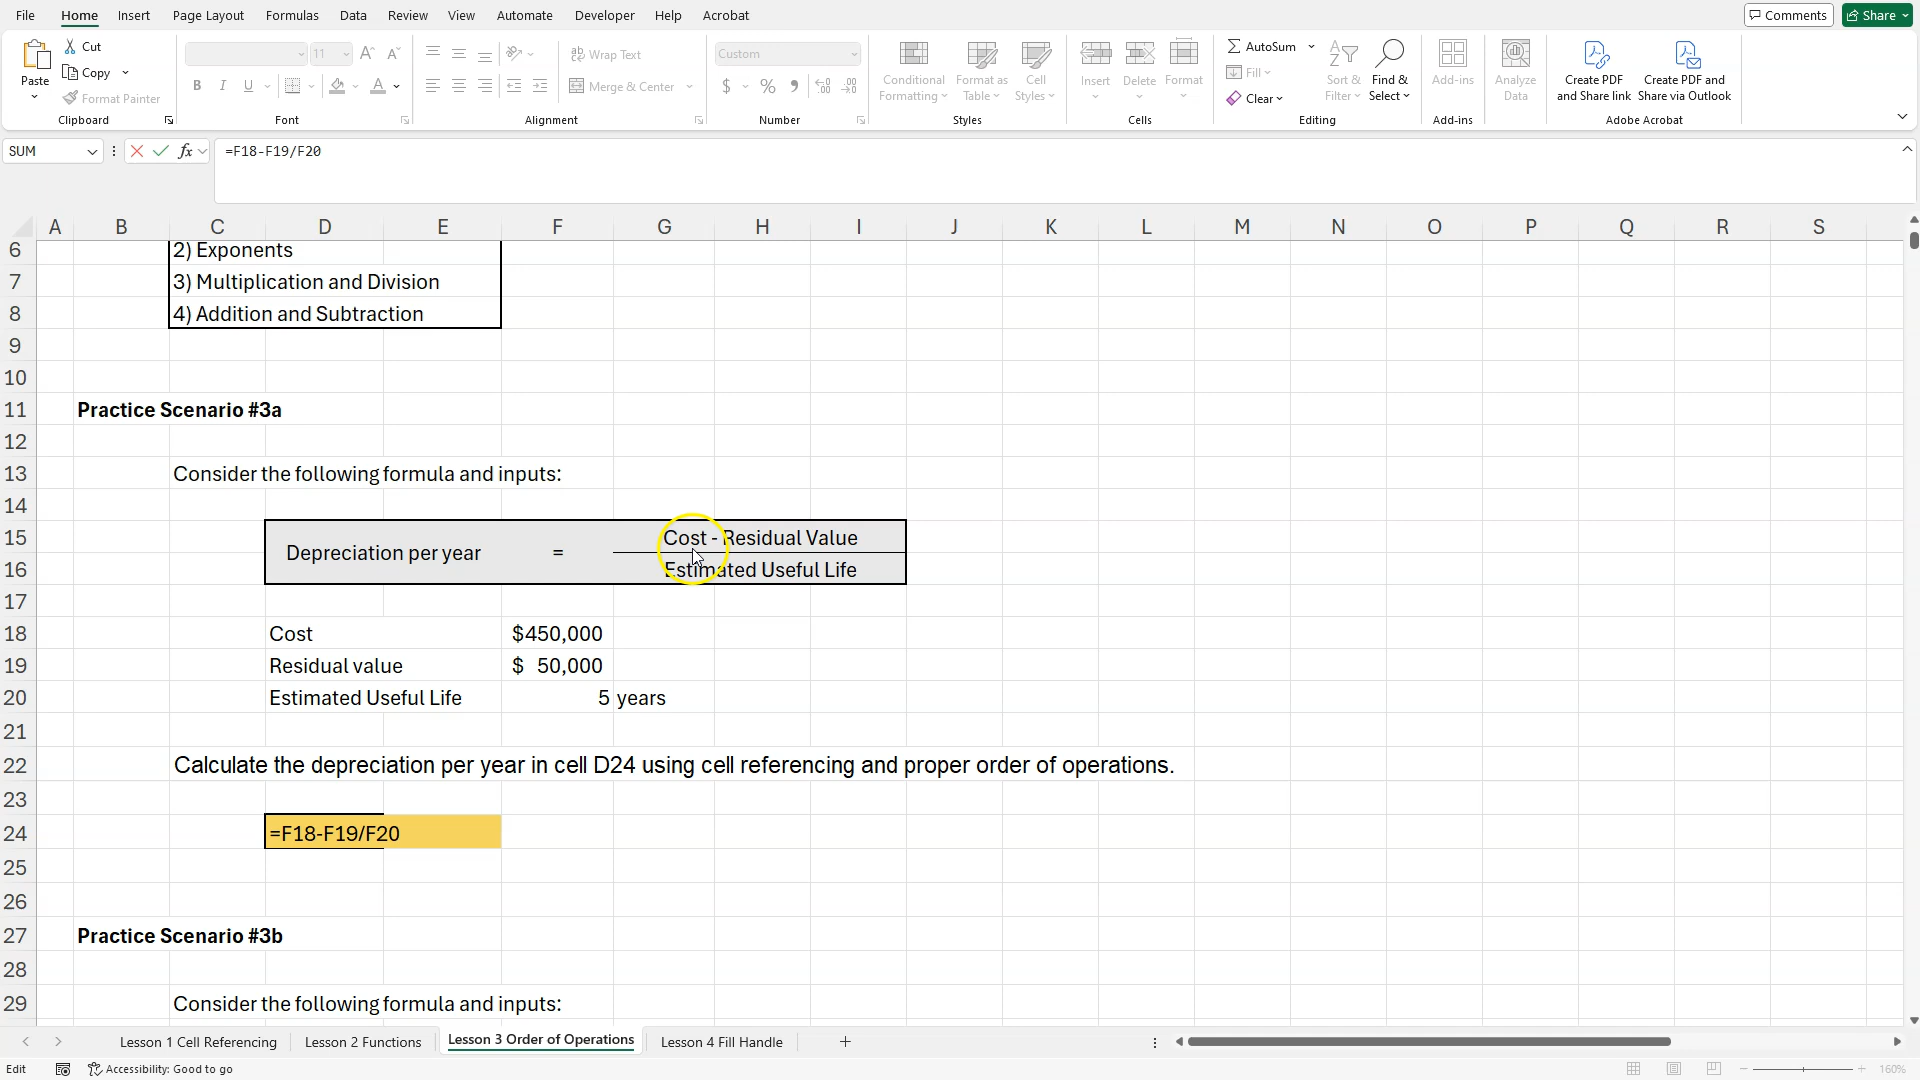 File Home Insert Page Layout Formulas Data Review View Automate Developer Help Acrobat Comments Share
Paste Cut Copy Format Painter Clipboard
11 B I U Font
Wrap Text Merge & Center Alignment
Custom $ % Number
Conditional Formatting Format as Table Cell Styles Styles
Insert Delete Format Cells
AutoSum Fill Clear Sort & Filter Find & Select Editing
Add-ins Add-ins
Analyze Data
Create PDF and Share link Create PDF and Share via Outlook Adobe Acrobat
SUM fx =F18-F19/F20
A B C D E F G H I J K L M N O P Q R S
6 2) Exponents
7 3) Multiplication and Division
8 4) Addition and Subtraction
9
10
11 Practice Scenario #3a
12
13 Consider the following formula and inputs:
14
15 Cost - Residual Value
Depreciation per year =
16 Estimated Useful Life
17
18 Cost $450,000
19 Residual value $ 50,000
20 Estimated Useful Life 5 years
21
22 Calculate the depreciation per year in cell D24 using cell referencing and proper order of operations.
23
24 =F18-F19/F20
25
26
27 Practice Scenario #3b
28
29 Consider the following formula and inputs:
Lesson 1 Cell Referencing Lesson 2 Functions Lesson 3 Order of Operations Lesson 4 Fill Handle
Edit Accessibility: Good to go 160%